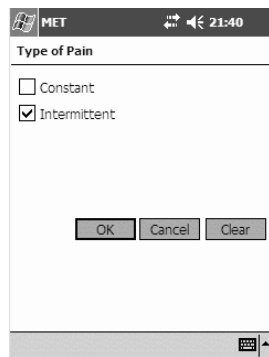 MET 21:40
Type of Pain
Constant
Intermittent
OK Cancel Clear